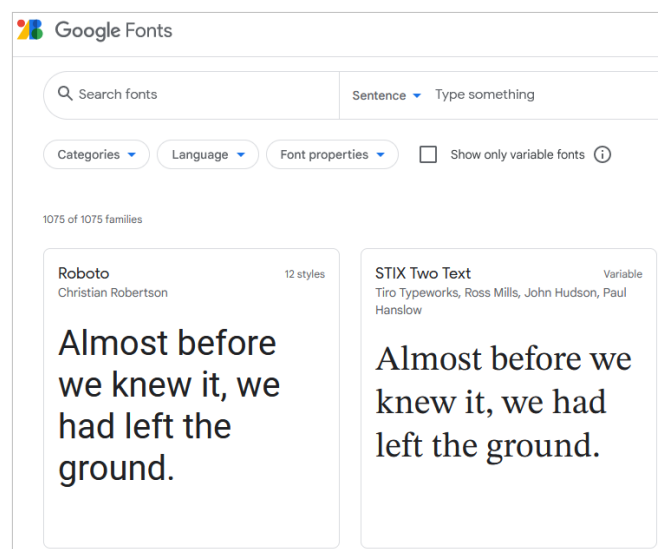 Google Fonts
Search fonts
Sentence
Type something
Categories
Language
Font properties
Show only variable fonts
1075 of 1075 families
Roboto
12 styles
Christian Robertson
Almost before
we knew it, we
had left the
ground.
STIX Two Text
Variable
Tiro Typeworks, Ross Mills, John Hudson, Paul
Hanslow
Almost before we
knew it, we had
left the ground.